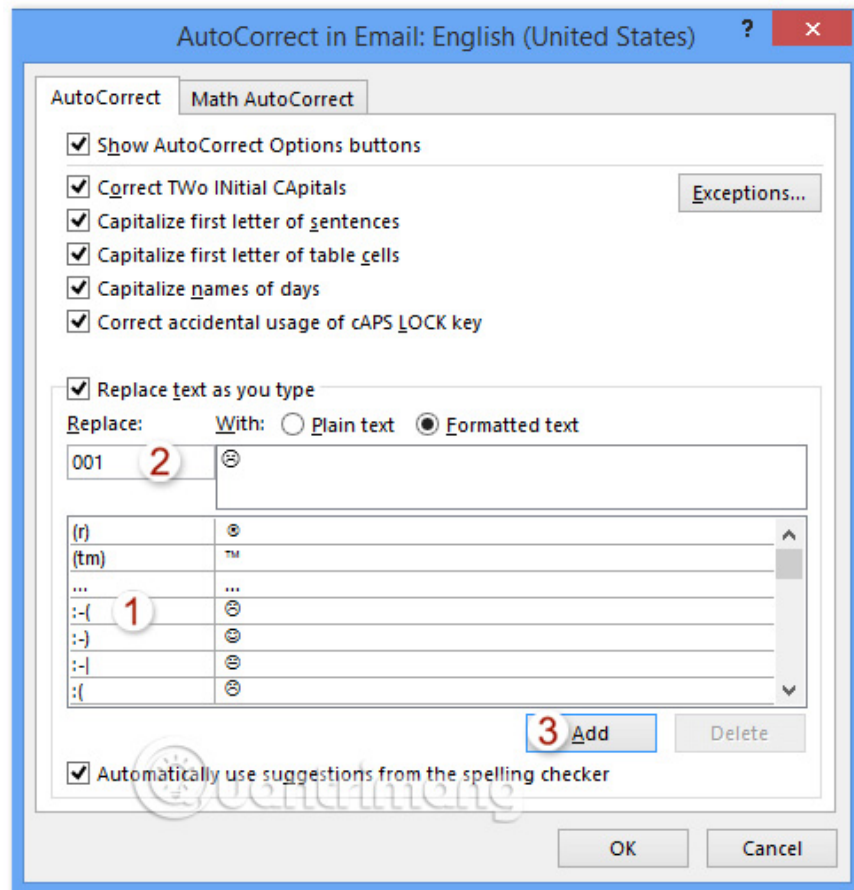 AutoCorrect in Email: English (United States) ?
AutoCorrect Math AutoCorrect
Show AutoCorrect Options buttons
Correct TWo INitial CApitals Exceptions...
Capitalize first letter of sentences
Capitalize first letter of table cells
Capitalize names of days
Correct accidental usage of cAPS LOCK key
Replace text as you type
Replace: With: Plain text Formatted text
001 2 ☹
(r) ®
(tm) ™
... ...
:-( 1 ☹
:-) ☺
:-| 😐
:( ☹
3 Add Delete
Automatically use suggestions from the spelling checker
Quantrimang
OK Cancel